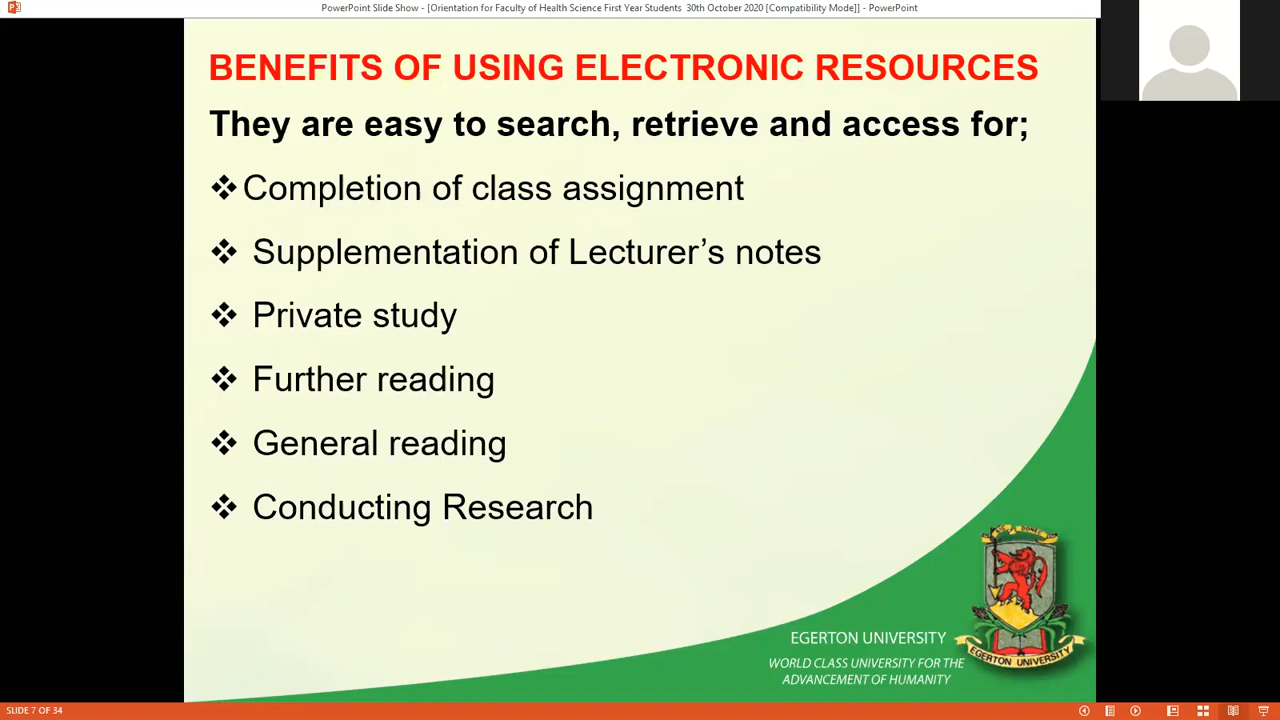 PowerPoint Slide Show - [Orientation for Faculty of Health Science First Year Students 30th October 2020 [Compatibility Mode]] - PowerPoint
BENEFITS OF USING ELECTRONIC RESOURCES
They are easy to search, retrieve and access for;
❖Completion of class assignment
❖ Supplementation of Lecturer’s notes
❖ Private study
❖ Further reading
❖ General reading
❖ Conducting Research
SIC DONEC
EGERTON UNIVERSITY
EGERTON UNIVERSITY
WORLD CLASS UNIVERSITY FOR THE
ADVANCEMENT OF HUMANITY
SLIDE 7 OF 34